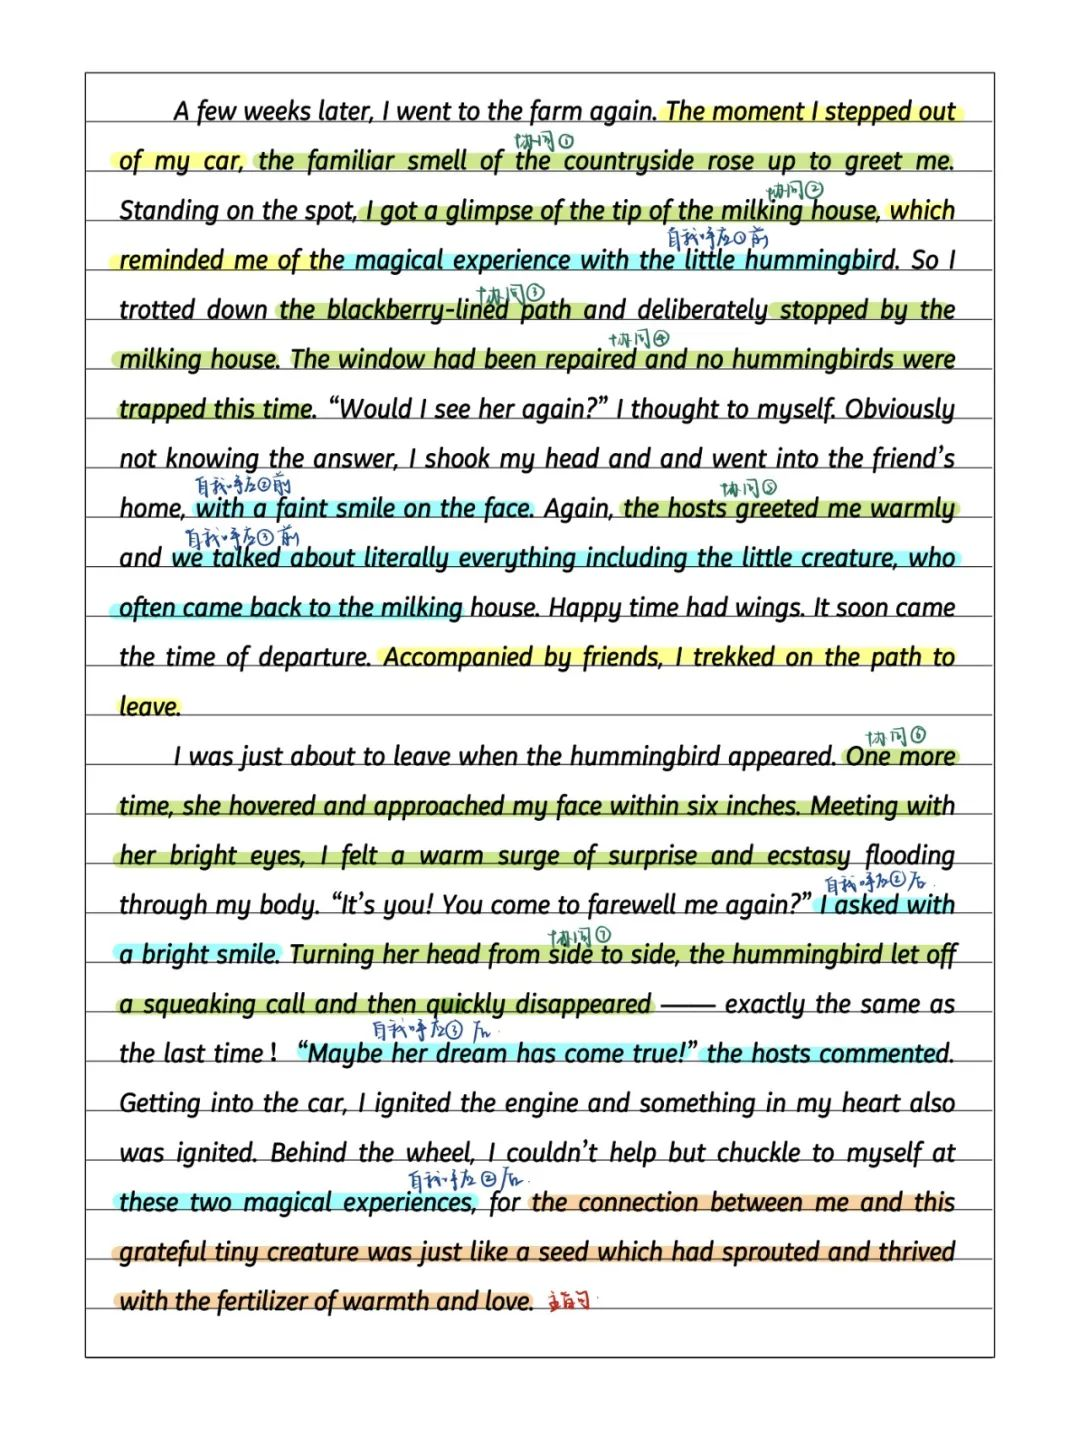 A few weeks later, I went to the farm again. The moment I stepped out
协同①
of my car, the familiar smell of the countryside rose up to greet me.
协同②
Standing on the spot, I got a glimpse of the tip of the milking house, which
自我呼应①前
reminded me of the magical experience with the little hummingbird. So I
协同③
trotted down the blackberry-lined path and deliberately stopped by the
协同④
milking house. The window had been repaired and no hummingbirds were
trapped this time. “Would I see her again?” I thought to myself. Obviously
not knowing the answer, I shook my head and and went into the friend’s
自我呼应②前 协同⑤
home, with a faint smile on the face. Again, the hosts greeted me warmly
自我呼应③前
and we talked about literally everything including the little creature, who
often came back to the milking house. Happy time had wings. It soon came
the time of departure. Accompanied by friends, I trekked on the path to
leave.
协同⑥
I was just about to leave when the hummingbird appeared. One more
time, she hovered and approached my face within six inches. Meeting with
her bright eyes, I felt a warm surge of surprise and ecstasy flooding
自我呼应②后
through my body. “It’s you! You come to farewell me again?” I asked with
协同⑦
a bright smile. Turning her head from side to side, the hummingbird let off
a squeaking call and then quickly disappeared —— exactly the same as
自我呼应③后
the last time！ “Maybe her dream has come true!” the hosts commented.
Getting into the car, I ignited the engine and something in my heart also
was ignited. Behind the wheel, I couldn’t help but chuckle to myself at
自我呼应②后
these two magical experiences, for the connection between me and this
grateful tiny creature was just like a seed which had sprouted and thrived
with the fertilizer of warmth and love. 主旨句